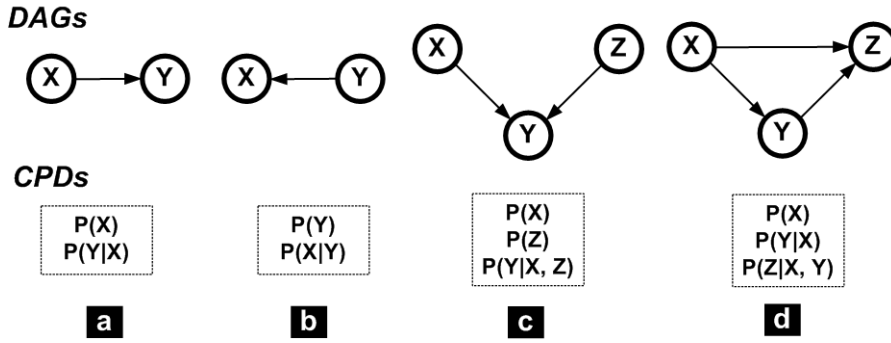 DAGs
X Y
X Y
X Z
Y
X Z
Y
CPDs
P(X)
P(Y|X)
P(Y)
P(X|Y)
P(X)
P(Z)
P(Y|X, Z)
P(X)
P(Y|X)
P(Z|X, Y)
a b c d